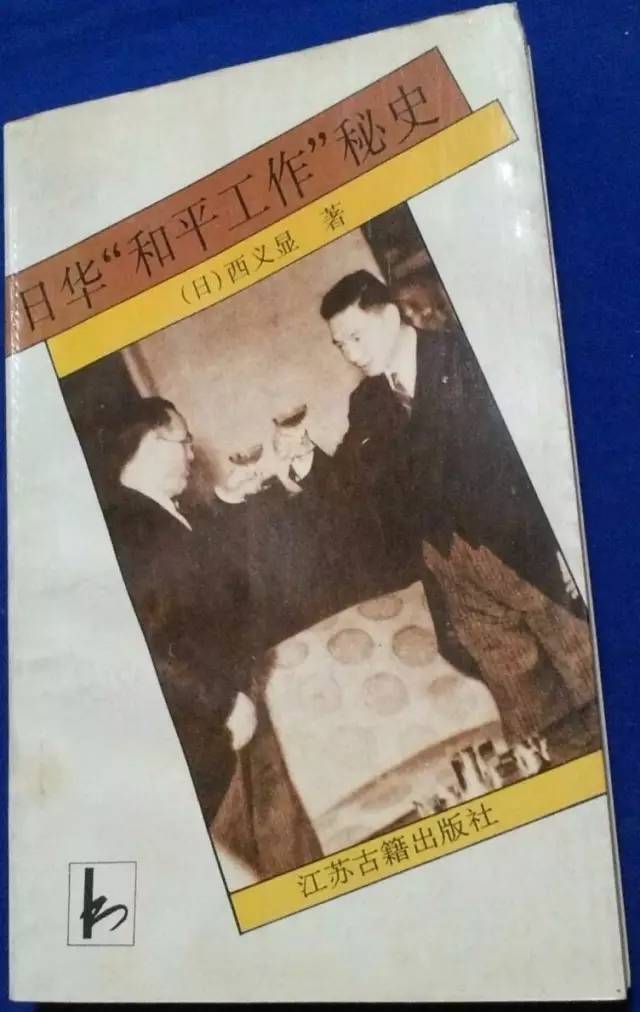 日华“和平工作”秘史
(日)西义显 著
江苏古籍出版社